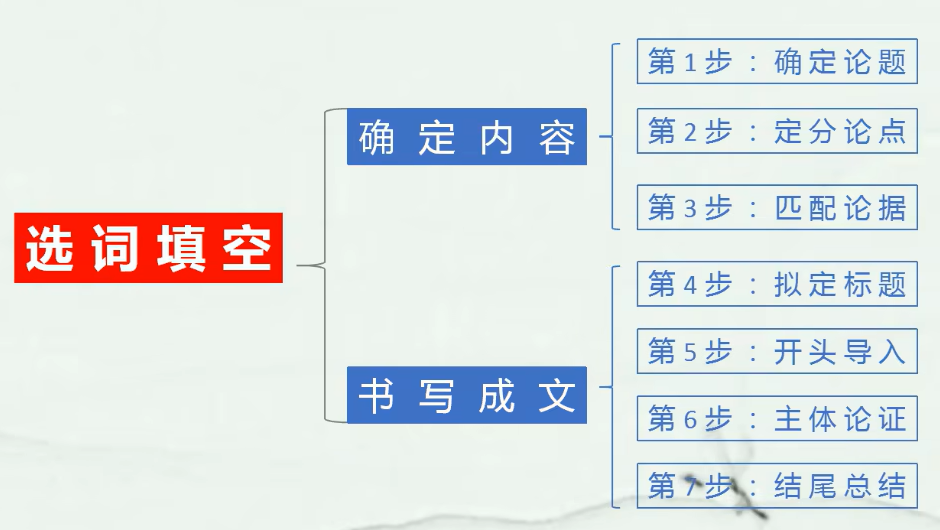 选词填空
确定内容
第1步：确定论题
第2步：定分论点
第3步：匹配论据
书写成文
第4步：拟定标题
第5步：开头导入
第6步：主体论证
第7步：结尾总结